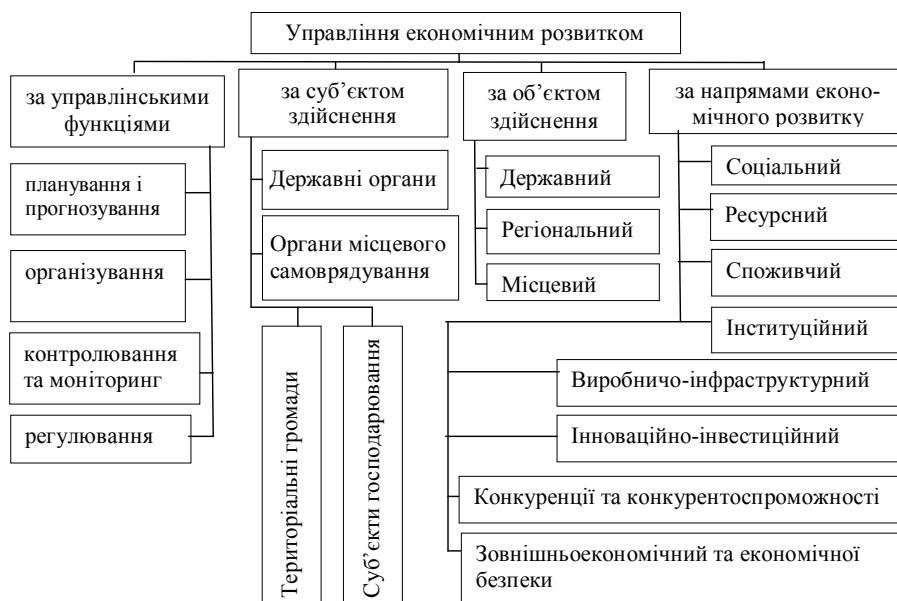 Управління економічним розвитком
за управлінськими
функціями
планування і
прогнозування
організування
контролювання
та моніторинг
регулювання
за суб’єктом
здійснення
Державні органи
Органи місцевого
самоврядування
Територіальні громади
Суб’єкти господарювання
за об’єктом
здійснення
Державний
Регіональний
Місцевий
за напрямами еконо-
мічного розвитку
Соціальний
Ресурсний
Споживчий
Інституційний
Виробничо-інфраструктурний
Інноваційно-інвестиційний
Конкуренції та конкурентоспроможності
Зовнішньоекономічний та економічної
безпеки